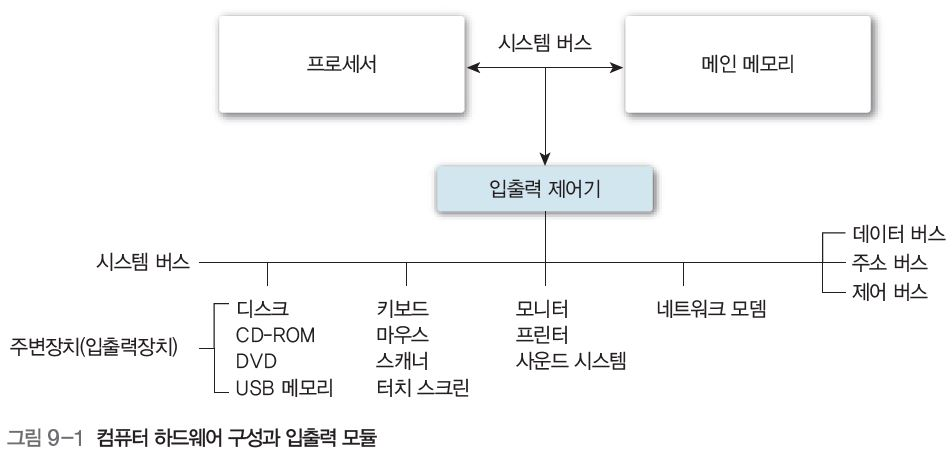 시스템 버스
프로세서
메인 메모리
입출력 제어기
시스템 버스
데이터 버스
주소 버스
제어 버스
주변장치(입출력장치)
디스크
CD-ROM
DVD
USB 메모리
키보드
마우스
스캐너
터치 스크린
모니터
프린터
사운드 시스템
네트워크 모뎀
그림 9-1 컴퓨터 하드웨어 구성과 입출력 모듈